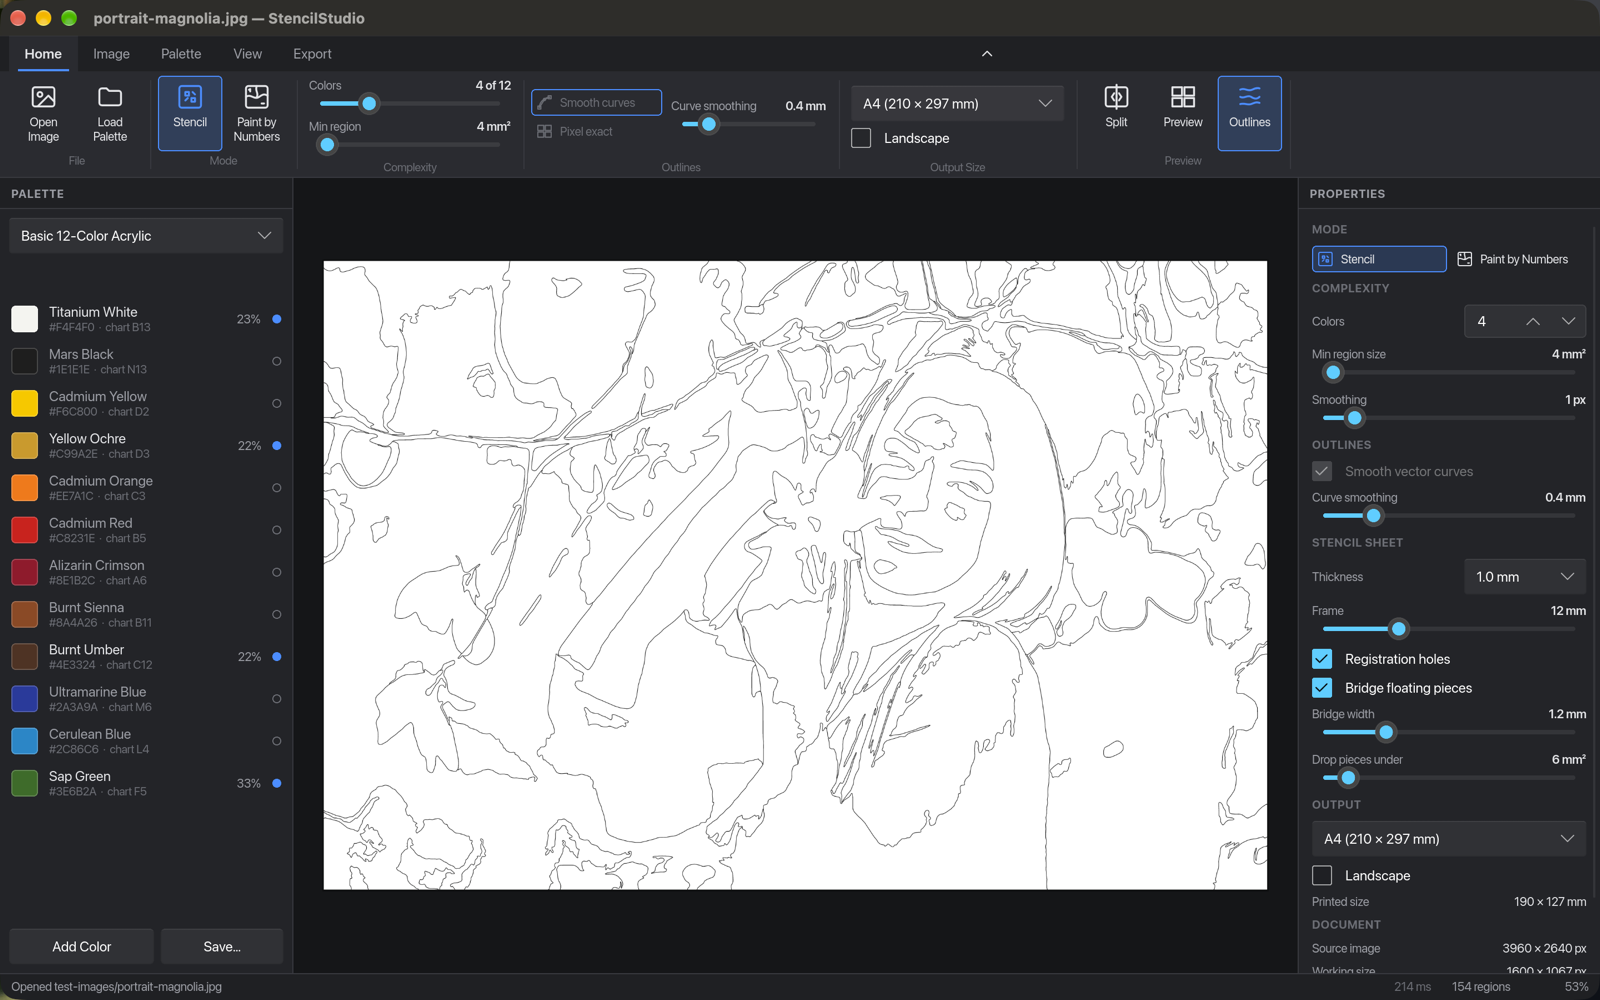 portrait-magnolia.jpg — StencilStudio
Home Image Palette View Export
Open Image
Load Palette
File
Stencil
Paint by Numbers
Mode
Colors 4 of 12
Min region 4 mm²
Complexity
Smooth curves
Pixel exact
Curve smoothing 0.4 mm
Outlines
A4 (210 × 297 mm)
Landscape
Output Size
Split
Preview
Outlines
Preview
PALETTE
Basic 12-Color Acrylic
Titanium White
#F4F4F0 · chart B13
23%
Mars Black
#1E1E1E · chart N13
Cadmium Yellow
#F6C800 · chart D2
Yellow Ochre
#C99A2E · chart D3
22%
Cadmium Orange
#EE7A1C · chart C3
Cadmium Red
#C8231E · chart B5
Alizarin Crimson
#8E1B2C · chart A6
Burnt Sienna
#8A4A26 · chart B11
Burnt Umber
#4E3324 · chart C12
22%
Ultramarine Blue
#2A3A9A · chart M6
Cerulean Blue
#2C86C6 · chart L4
Sap Green
#3E6B2A · chart F5
33%
Add Color
Save...
PROPERTIES
MODE
Stencil
Paint by Numbers
COMPLEXITY
Colors 4
Min region size 4 mm²
Smoothing 1 px
OUTLINES
Smooth vector curves
Curve smoothing 0.4 mm
STENCIL SHEET
Thickness 1.0 mm
Frame 12 mm
Registration holes
Bridge floating pieces
Bridge width 1.2 mm
Drop pieces under 6 mm²
OUTPUT
A4 (210 × 297 mm)
Landscape
Printed size 190 × 127 mm
DOCUMENT
Source image 3960 × 2640 px
Working size 1600 × 1067 px
Opened test-images/portrait-magnolia.jpg
214 ms 154 regions 53%